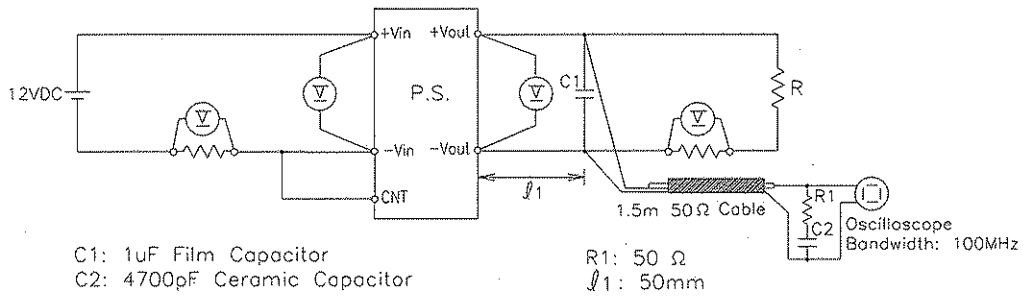 +Vin +Vout
C1
12VDC V V P.S. V R
V
-Vin -Vout
CNT
ℓ1
1.5m 50Ω Cable
R1
C2
Oscilloscope
Bandwidth: 100MHz
C1: 1uF Film Capacitor
C2: 4700pF Ceramic Capacitor
R1: 50 Ω
ℓ1: 50mm